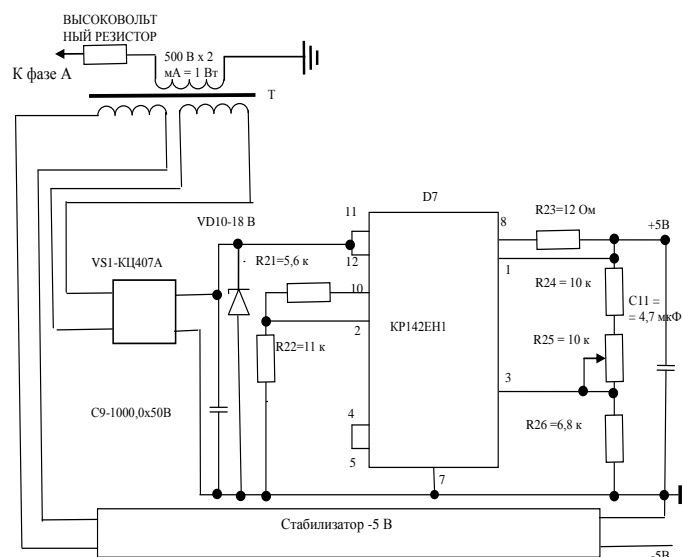 ВЫСОКОВОЛЬТ
НЫЙ РЕЗИСТОР
К фазе А
500 В х 2
мА = 1 Вт
Т
D7
VD10-18 В
VS1-КЦ407А
R21=5,6 к
11
12
10
2
R22=11 к
КР142ЕН1
8
R23=12 Ом
+5В
1
R24 = 10 к
С11 =
= 4,7 мкФ
R25 = 10 к
3
С9-1000,0х50В
4
5
R26 =6,8 к
7
Стабилизатор -5 В
-5В